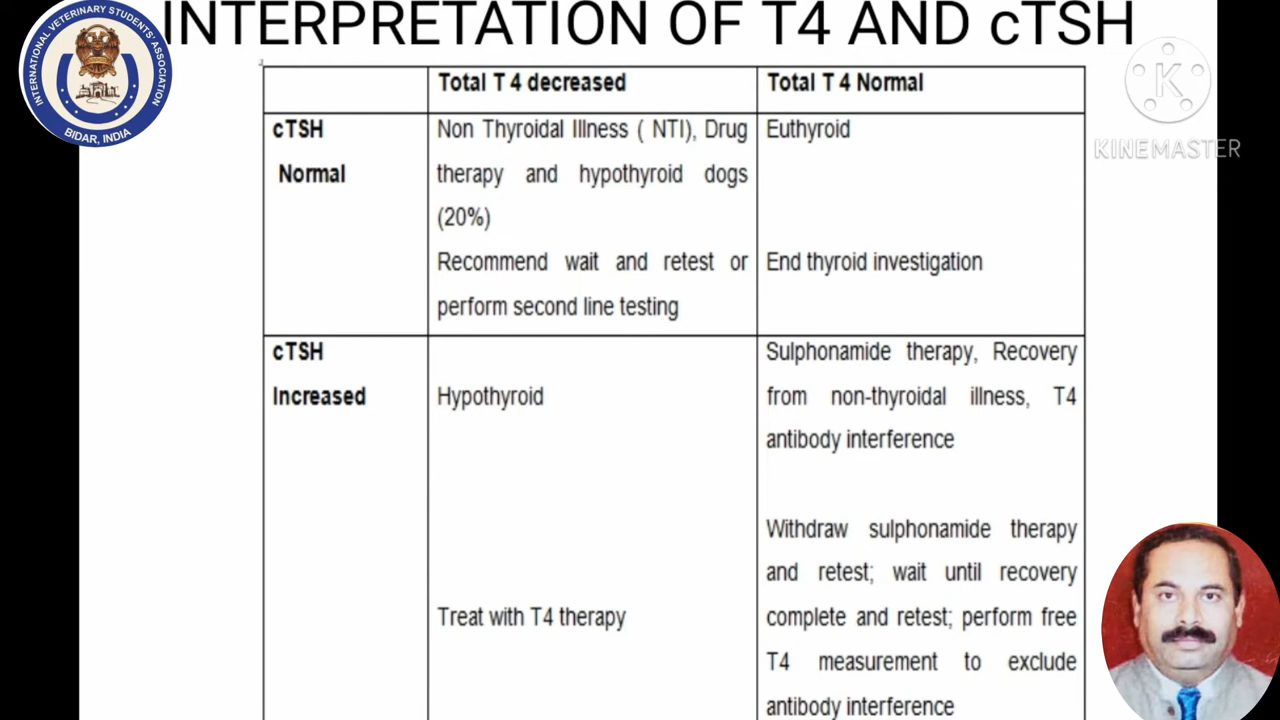 INTERPRETATION OF T4 AND cTSH
INTERNATIONAL VETERINARY STUDENTS' ASSOCIATION
BIDAR, INDIA
K
KINEMASTER
Total T 4 decreased
Total T 4 Normal
cTSH
Normal
Non Thyroidal Illness ( NTI), Drug
therapy and hypothyroid dogs
(20%)
Recommend wait and retest or
perform second line testing
Euthyroid
End thyroid investigation
cTSH
Increased
Hypothyroid
Treat with T4 therapy
Sulphonamide therapy, Recovery
from non-thyroidal illness, T4
antibody interference
Withdraw sulphonamide therapy
and retest; wait until recovery
complete and retest; perform free
T4 measurement to exclude
antibody interference